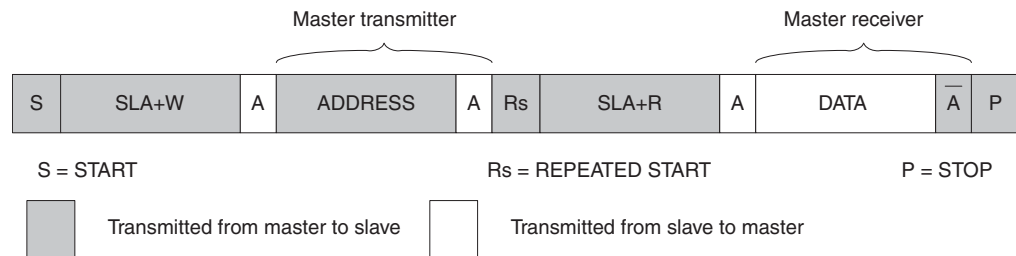 Master transmitter Master receiver
S SLA+W A ADDRESS A Rs SLA+R A DATA A̅ P
S = START Rs = REPEATED START P = STOP
Transmitted from master to slave Transmitted from slave to master